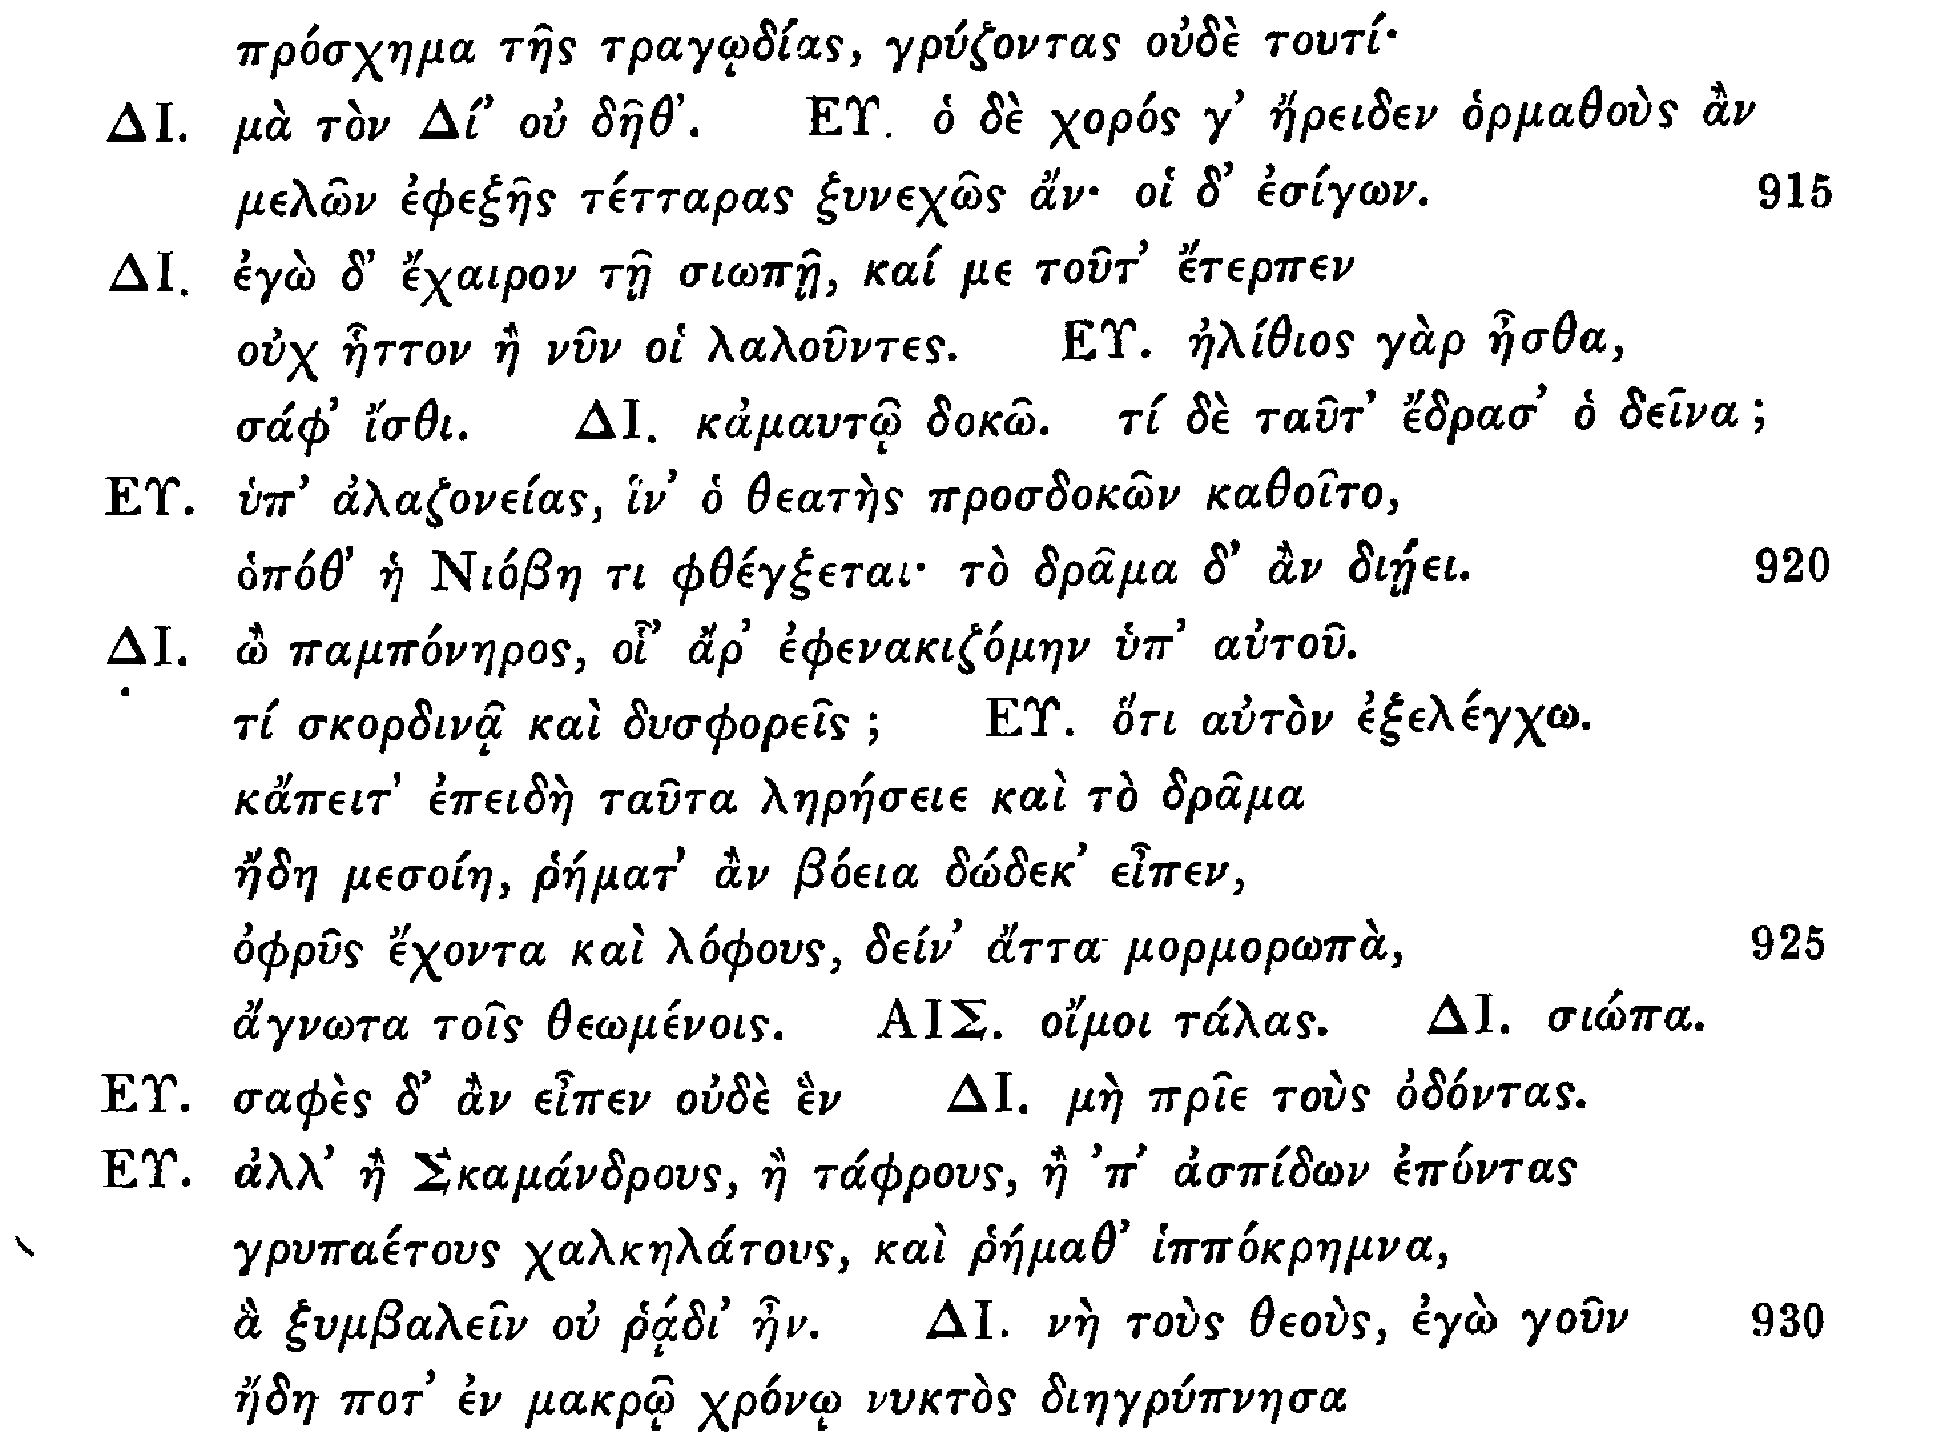 πρόσχημα τῆς τραγῳδίας, γρύζοντας οὐδὲ τουτί·
ΔΙ. μὰ τὸν Δί’ οὐ δῆθ’. ΕΥ. ὁ δὲ χορός γ’ ἤρειδεν ὁρμαθοὺς ἂν
μελῶν ἐφεξῆς τέτταρας ξυνεχῶς ἄν· οἱ δ’ ἐσίγων. 915
ΔΙ. ἐγὼ δ’ ἔχαιρον τῇ σιωπῇ, καί με τοῦτ’ ἔτερπεν
οὐχ ἧττον ἢ νῦν οἱ λαλοῦντες. ΕΥ. ἠλίθιος γὰρ ἦσθα,
σάφ’ ἴσθι. ΔΙ. κἀμαυτῷ δοκῶ. τί δὲ ταῦτ’ ἔδρασ’ ὁ δεῖνα ;
ΕΥ. ὑπ’ ἀλαζονείας, ἵν’ ὁ θεατὴς προσδοκῶν καθοῖτο,
ὁπόθ’ ἡ Νιόβη τι φθέγξεται· τὸ δρᾶμα δ’ ἂν διῄει. 920
ΔΙ. ὢ παμπόνηρος, οἷ’ ἄρ’ ἐφενακιζόμην ὑπ’ αὐτοῦ.
τί σκορδινᾷ καὶ δυσφορεῖς ; ΕΥ. ὅτι αὐτὸν ἐξελέγχω.
κἄπειτ’ ἐπειδὴ ταῦτα ληρήσειε καὶ τὸ δρᾶμα
ἤδη μεσοίη, ῥήματ’ ἂν βόεια δώδεκ’ εἶπεν,
ὀφρῦς ἔχοντα καὶ λόφους, δείν’ ἄττα μορμορωπὰ, 925
ἄγνωτα τοῖς θεωμένοις. ΑΙΣ. οἴμοι τάλας. ΔΙ. σιώπα.
ΕΥ. σαφὲς δ’ ἂν εἶπεν οὐδὲ ἓν ΔΙ. μὴ πρῖε τοὺς ὀδόντας.
ΕΥ. ἀλλ’ ἢ Σκαμάνδρους, ἢ τάφρους, ἢ ’π’ ἀσπίδων ἐπόντας
γρυπαέτους χαλκηλάτους, καὶ ῥήμαθ’ ἱππόκρημνα,
ἃ ξυμβαλεῖν οὐ ῥᾴδι’ ἦν. ΔΙ. νὴ τοὺς θεοὺς, ἐγὼ γοῦν 930
ἤδη ποτ’ ἐν μακρῷ χρόνῳ νυκτὸς διηγρύπνησα